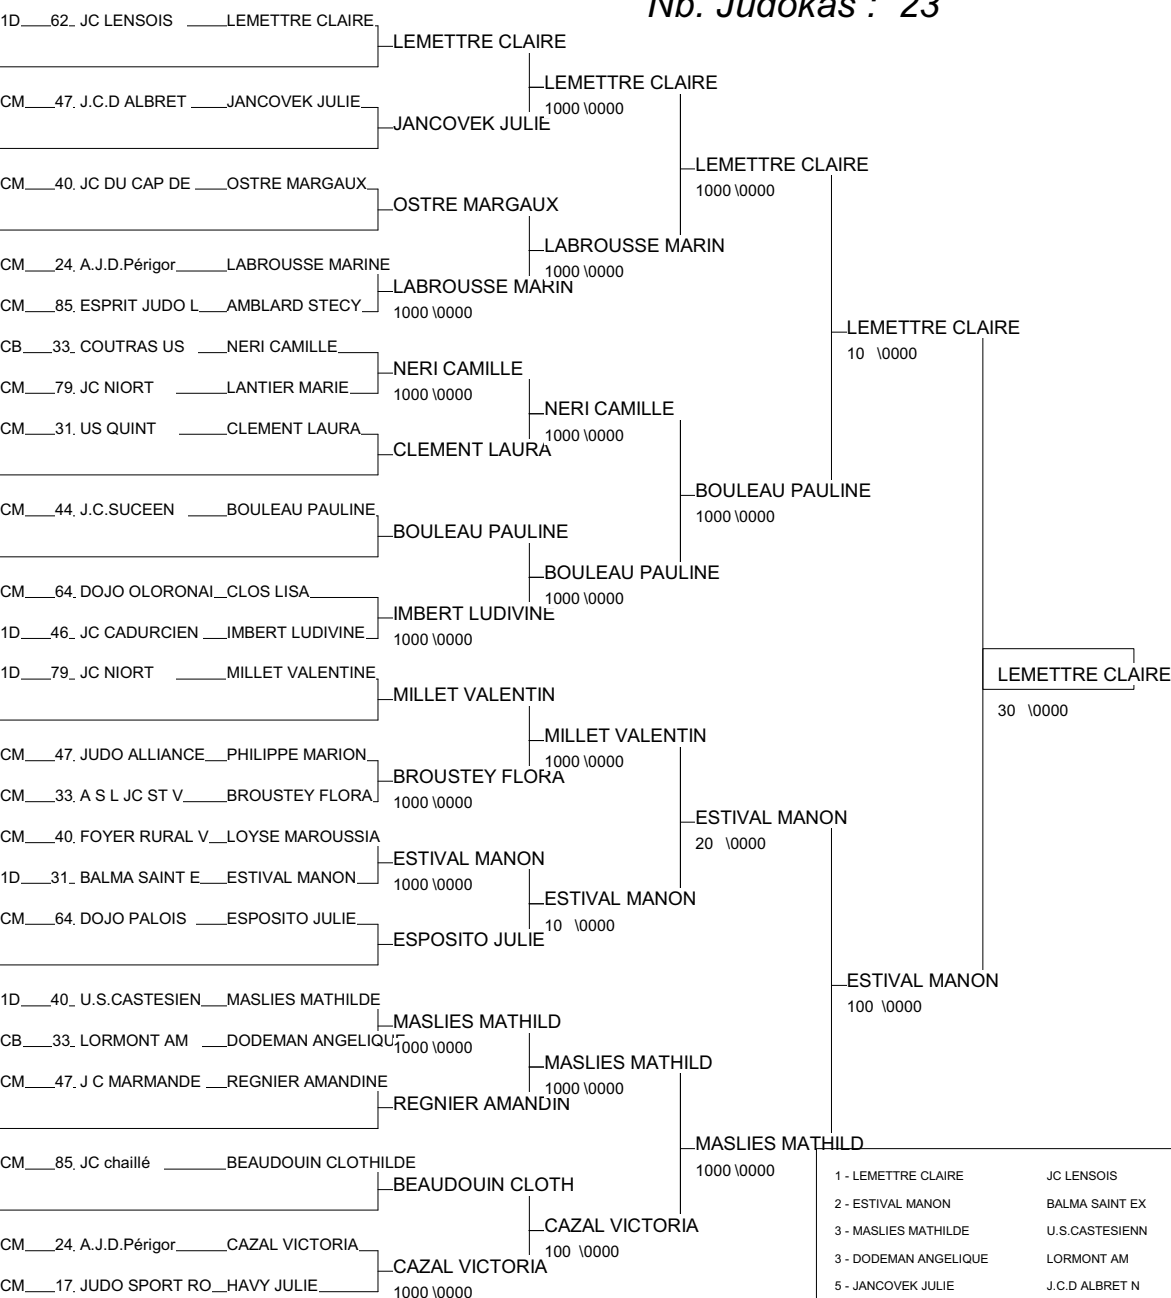 Nb. Judokas : 23
1D 62 JC LENSOIS LEMETTRE CLAIRE
LEMETTRE CLAIRE
LEMETTRE CLAIRE
1000 \0000
CM 47 J.C.D ALBRET JANCOVEK JULIE
JANCOVEK JULIE
LEMETTRE CLAIRE
1000 \0000
CM 40 JC DU CAP DE OSTRE MARGAUX
OSTRE MARGAUX
LABROUSSE MARIN
1000 \0000
CM 24 A.J.D.Périgor LABROUSSE MARINE
LABROUSSE MARIN
1000 \0000
CM 85 ESPRIT JUDO L AMBLARD STECY
LEMETTRE CLAIRE
10 \0000
CB 33 COUTRAS US NERI CAMILLE
NERI CAMILLE
1000 \0000
CM 79 JC NIORT LANTIER MARIE
NERI CAMILLE
1000 \0000
CM 31 US QUINT CLEMENT LAURA
CLEMENT LAURA
BOULEAU PAULINE
1000 \0000
CM 44 J.C.SUCEEN BOULEAU PAULINE
BOULEAU PAULINE
BOULEAU PAULINE
1000 \0000
CM 64 DOJO OLORONAI CLOS LISA
IMBERT LUDIVINE
1000 \0000
1D 46 JC CADURCIEN IMBERT LUDIVINE
LEMETTRE CLAIRE
30 \0000
1D 79 JC NIORT MILLET VALENTINE
MILLET VALENTIN
MILLET VALENTIN
1000 \0000
CM 47 JUDO ALLIANCE PHILIPPE MARION
BROUSTEY FLORA
1000 \0000
CM 33 A S L JC ST V BROUSTEY FLORA
ESTIVAL MANON
20 \0000
CM 40 FOYER RURAL V LOYSE MAROUSSIA
ESTIVAL MANON
1000 \0000
1D 31 BALMA SAINT E ESTIVAL MANON
ESTIVAL MANON
10 \0000
CM 64 DOJO PALOIS ESPOSITO JULIE
ESPOSITO JULIE
ESTIVAL MANON
100 \0000
1D 40 U.S.CASTESIEN MASLIES MATHILDE
MASLIES MATHILD
1000 \0000
CB 33 LORMONT AM DODEMAN ANGELIQUE
MASLIES MATHILD
1000 \0000
CM 47 J C MARMANDE REGNIER AMANDINE
REGNIER AMANDIN
MASLIES MATHILD
1000 \0000
CM 85 JC chaillé BEAUDOUIN CLOTHILDE
BEAUDOUIN CLOTH
CAZAL VICTORIA
100 \0000
CM 24 A.J.D.Périgor CAZAL VICTORIA
CAZAL VICTORIA
1000 \0000
CM 17 JUDO SPORT RO HAVY JULIE
1 - LEMETTRE CLAIRE JC LENSOIS
2 - ESTIVAL MANON BALMA SAINT EX
3 - MASLIES MATHILDE U.S.CASTESIENN
3 - DODEMAN ANGELIQUE LORMONT AM
5 - JANCOVEK JULIE J.C.D ALBRET N